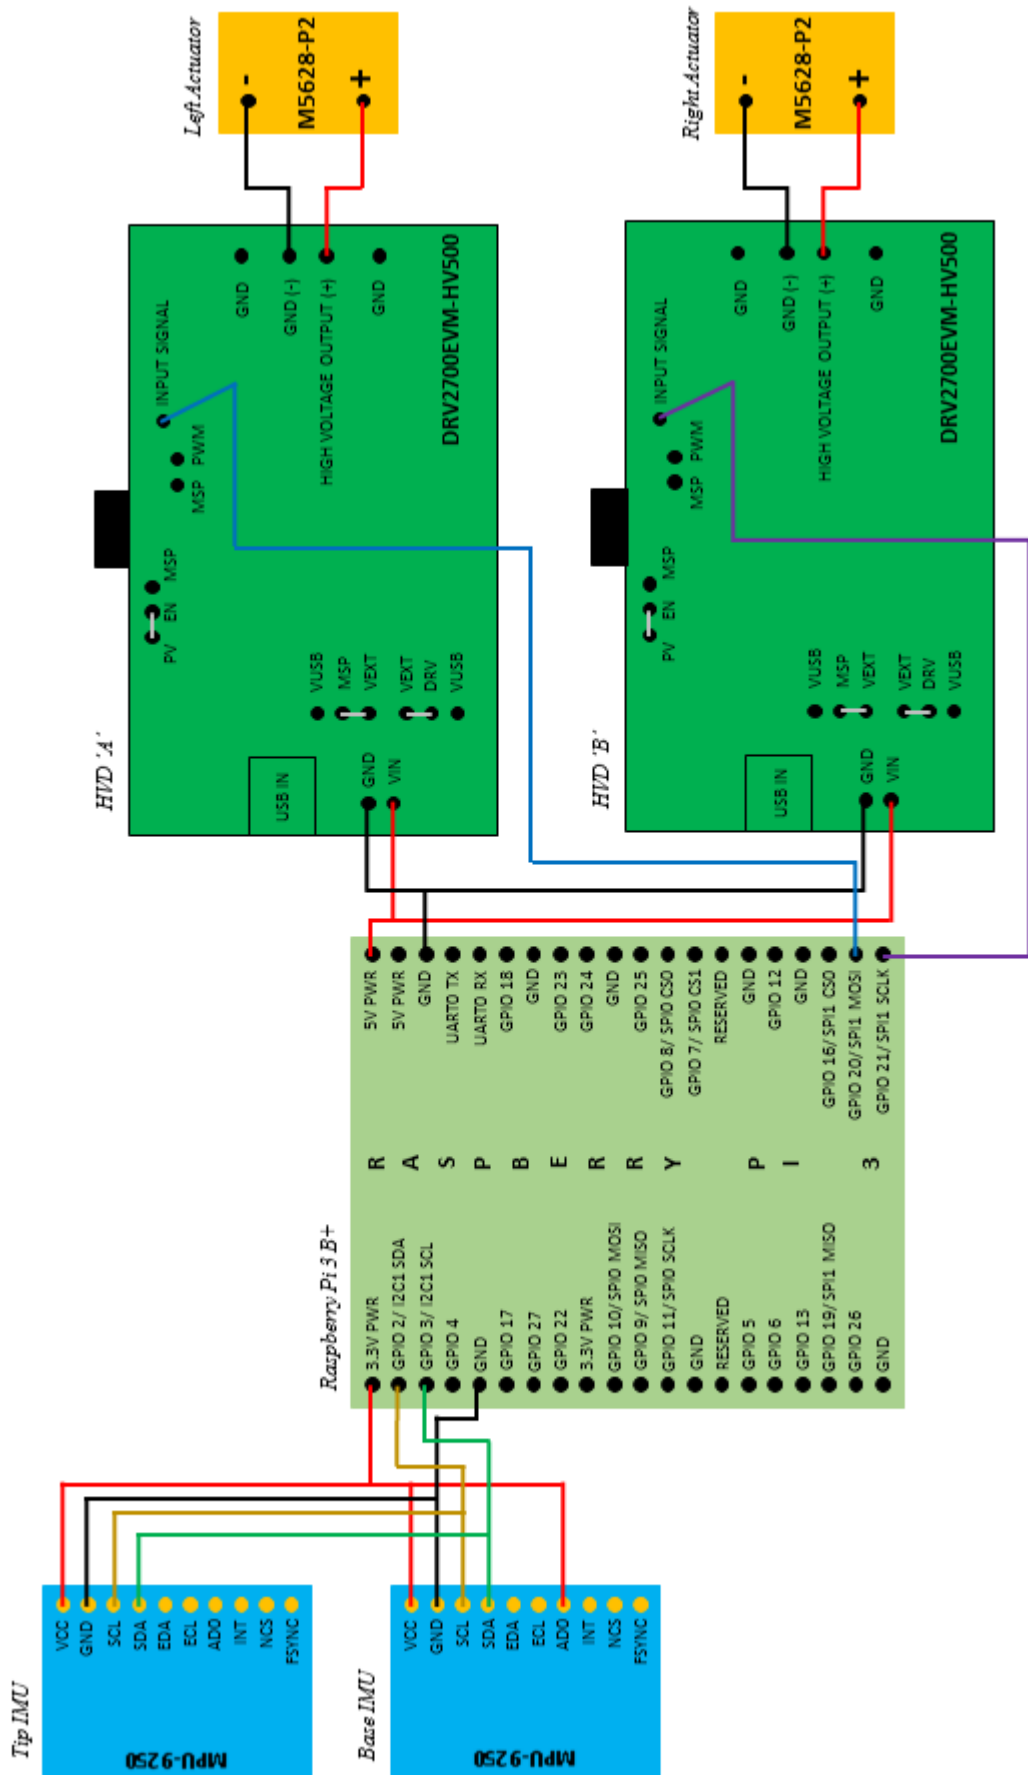 Left Actuator
-
M5628-P2
+
Right Actuator
-
M5628-P2
+
HVD 'A'
INPUT SIGNAL
MSP
PWM
PV
EN
MSP
GND
GND (-)
HIGH VOLTAGE OUTPUT (+)
GND
VUSB
MSP
VEXT
VEXT
DRV
VUSB
USB IN
GND
VIN
DRV2700EVM-HV500
HVD 'B'
INPUT SIGNAL
MSP
PWM
PV
EN
MSP
GND
GND (-)
HIGH VOLTAGE OUTPUT (+)
GND
VUSB
MSP
VEXT
VEXT
DRV
VUSB
USB IN
GND
VIN
DRV2700EVM-HV500
Raspberry Pi 3 B+
5V PWR
5V PWR
GND
UART0 TX
UART0 RX
GPIO 18
GND
GPIO 23
GPIO 24
GND
GPIO 25
GPIO 8/ SPI0 CS0
GPIO 7/ SPI0 CS1
RESERVED
GND
GPIO 12
GND
GPIO 16/ SPI1 CS0
GPIO 20/ SPI1 MOSI
GPIO 21/ SPI1 SCLK
RASPBERRY PI 3
3.3V PWR
GPIO 2/ I2C1 SDA
GPIO 3/ I2C1 SCL
GPIO 4
GND
GPIO 17
GPIO 27
GPIO 22
3.3V PWR
GPIO 10/ SPI0 MOSI
GPIO 9/ SPI0 MISO
GPIO 11/ SPI0 SCLK
GND
RESERVED
GPIO 5
GPIO 6
GPIO 13
GPIO 19/ SPI1 MISO
GPIO 26
GND
Tip IMU
VCC
GND
SCL
SDA
EDA
ECL
AD0
INT
NCS
FSYNC
MPU-9250
Base IMU
VCC
GND
SCL
SDA
EDA
ECL
AD0
INT
NCS
FSYNC
MPU-9250